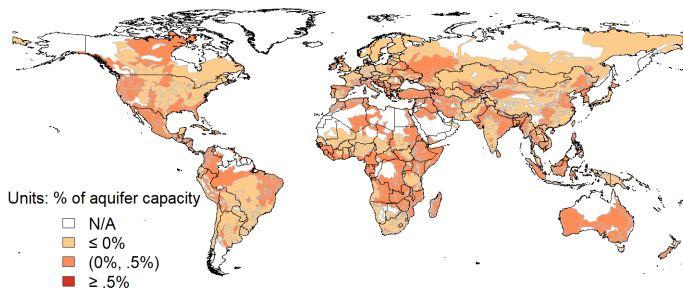 Units: % of aquifer capacity
N/A
≤ 0%
(0%, .5%)
≥ .5%